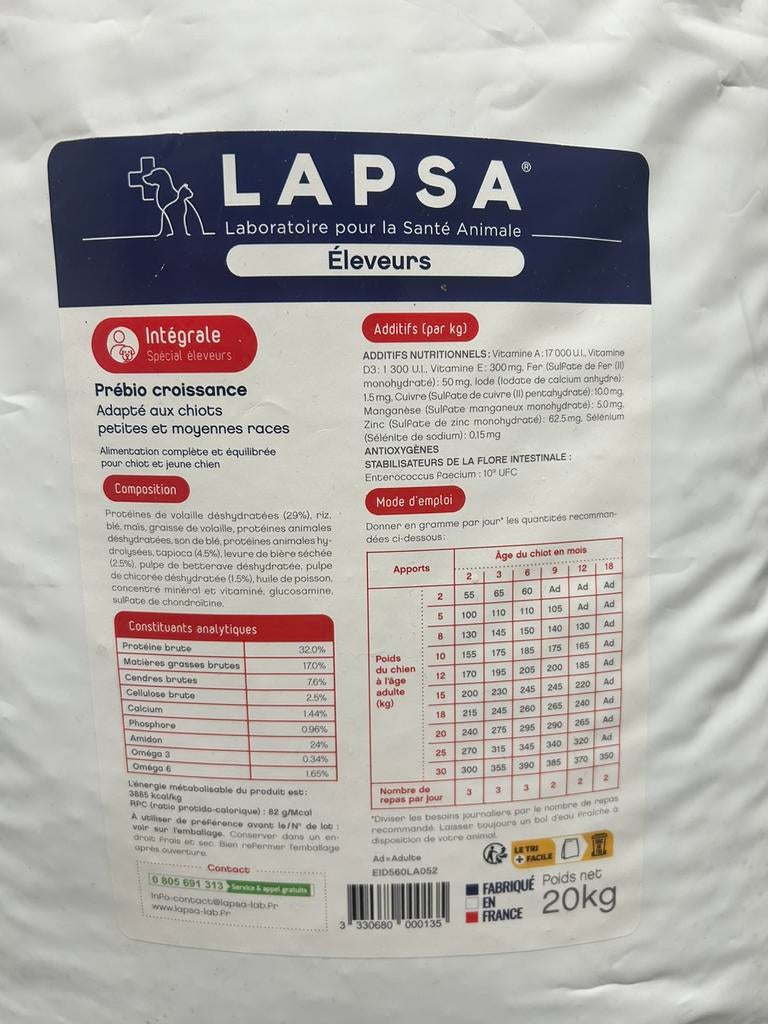 LAPSA®
Laboratoire pour la Santé Animale
Éleveurs
Intégrale
Spécial éleveurs
Prébio croissance
Adapté aux chiots
petites et moyennes races
Alimentation complète et équilibrée
pour chiot et jeune chien
Composition
Protéines de volaille déshydratées (29%), riz,
blé, maïs, graisse de volaille, protéines animales
déshydratées, son de blé, protéines animales hy-
drolysées, tapioca (4.5%), levure de bière séchée
(2.5%), pulpe de betterave déshydratée, pulpe
de chicorée déshydratée (1.5%), huile de poisson,
concentré minéral et vitaminé, glucosamine,
sulfate de chondroïtine.
Constituants analytiques
Protéine brute 32.0%
Matières grasses brutes 17.0%
Cendres brutes 7.6%
Cellulose brute 2.5%
Calcium 1.44%
Phosphore 0.96%
Amidon 24%
Oméga 3 0.34%
Oméga 6 1.65%
L'énergie métabolisable du produit est:
3885 kcal/kg
RPC (ratio protido-calorique) : 82 g/Mcal
À utiliser de préférence avant le/N° de lot :
voir sur l'emballage. Conserver dans un en-
droit frais et sec. Bien refermer l'emballage
après ouverture.
Contact
0 805 691 313 Service & appel gratuits
info-contact@lapsa-lab.fr
www.lapsa-lab.fr
Additifs (par kg)
ADDITIFS NUTRITIONNELS: Vitamine A: 17 000 U.I., Vitamine
D3: 1 300 U.I., Vitamine E: 300 mg, Fer (Sulfate de fer (II)
monohydraté): 50 mg, Iode (Iodate de calcium anhydre):
1.5 mg, Cuivre (Sulfate de cuivre (II) pentahydraté): 10.0 mg,
Manganèse (Sulfate manganeux monohydraté): 5.0 mg,
Zinc (Sulfate de zinc monohydraté): 62.5 mg, Sélénium
(Sélénite de sodium): 0.15 mg
ANTIOXYGÈNES
STABILISATEURS DE LA FLORE INTESTINALE :
Enterococcus faecium : 10⁹ UFC
Mode d'emploi
Donner en gramme par jour* les quantités recomman-
dées ci-dessous:
Apports Âge du chiot en mois
2 3 6 9 12 18
Poids
du chien
à l'âge
adulte
(kg)
2 55 65 60 Ad Ad Ad
5 100 110 110 105 Ad Ad
8 130 145 150 140 130 Ad
10 155 175 185 175 165 Ad
12 170 195 205 200 185 Ad
15 200 230 245 245 220 Ad
18 215 245 260 265 240 Ad
20 240 275 295 290 265 Ad
25 270 315 345 340 320 Ad
30 300 355 390 385 370 350
Nombre de
repas par jour 3 3 3 2 2 2
*Diviser les besoins journaliers par le nombre de repas
recommandé. Laisser toujours un bol d'eau fraîche à
disposition de votre animal.
Ad = Adulte
EID560LA052
LE TRI
+ FACILE
3 330680 000135
FABRIQUÉ
EN
FRANCE
Poids net
20kg